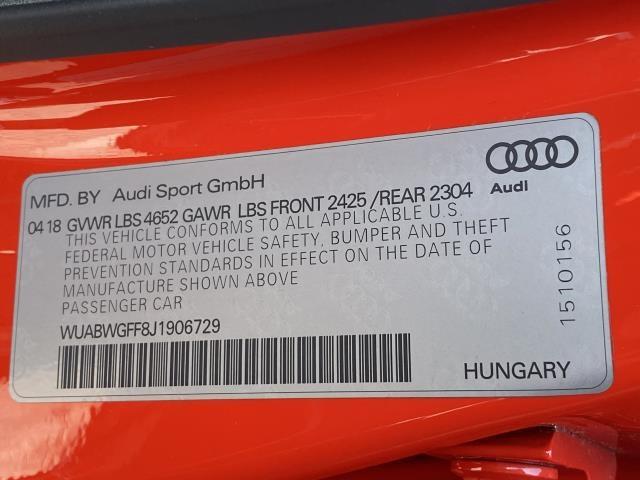 MFD. BY Audi Sport GmbH
Audi
04 18 GVWR LBS 4652 GAWR LBS FRONT 2425 /REAR 2304
THIS VEHICLE CONFORMS TO ALL APPLICABLE U.S.
FEDERAL MOTOR VEHICLE SAFETY, BUMPER AND THEFT
PREVENTION STANDARDS IN EFFECT ON THE DATE OF
MANUFACTURE SHOWN ABOVE
PASSENGER CAR
1510156
WUABWGFF8J1906729
HUNGARY